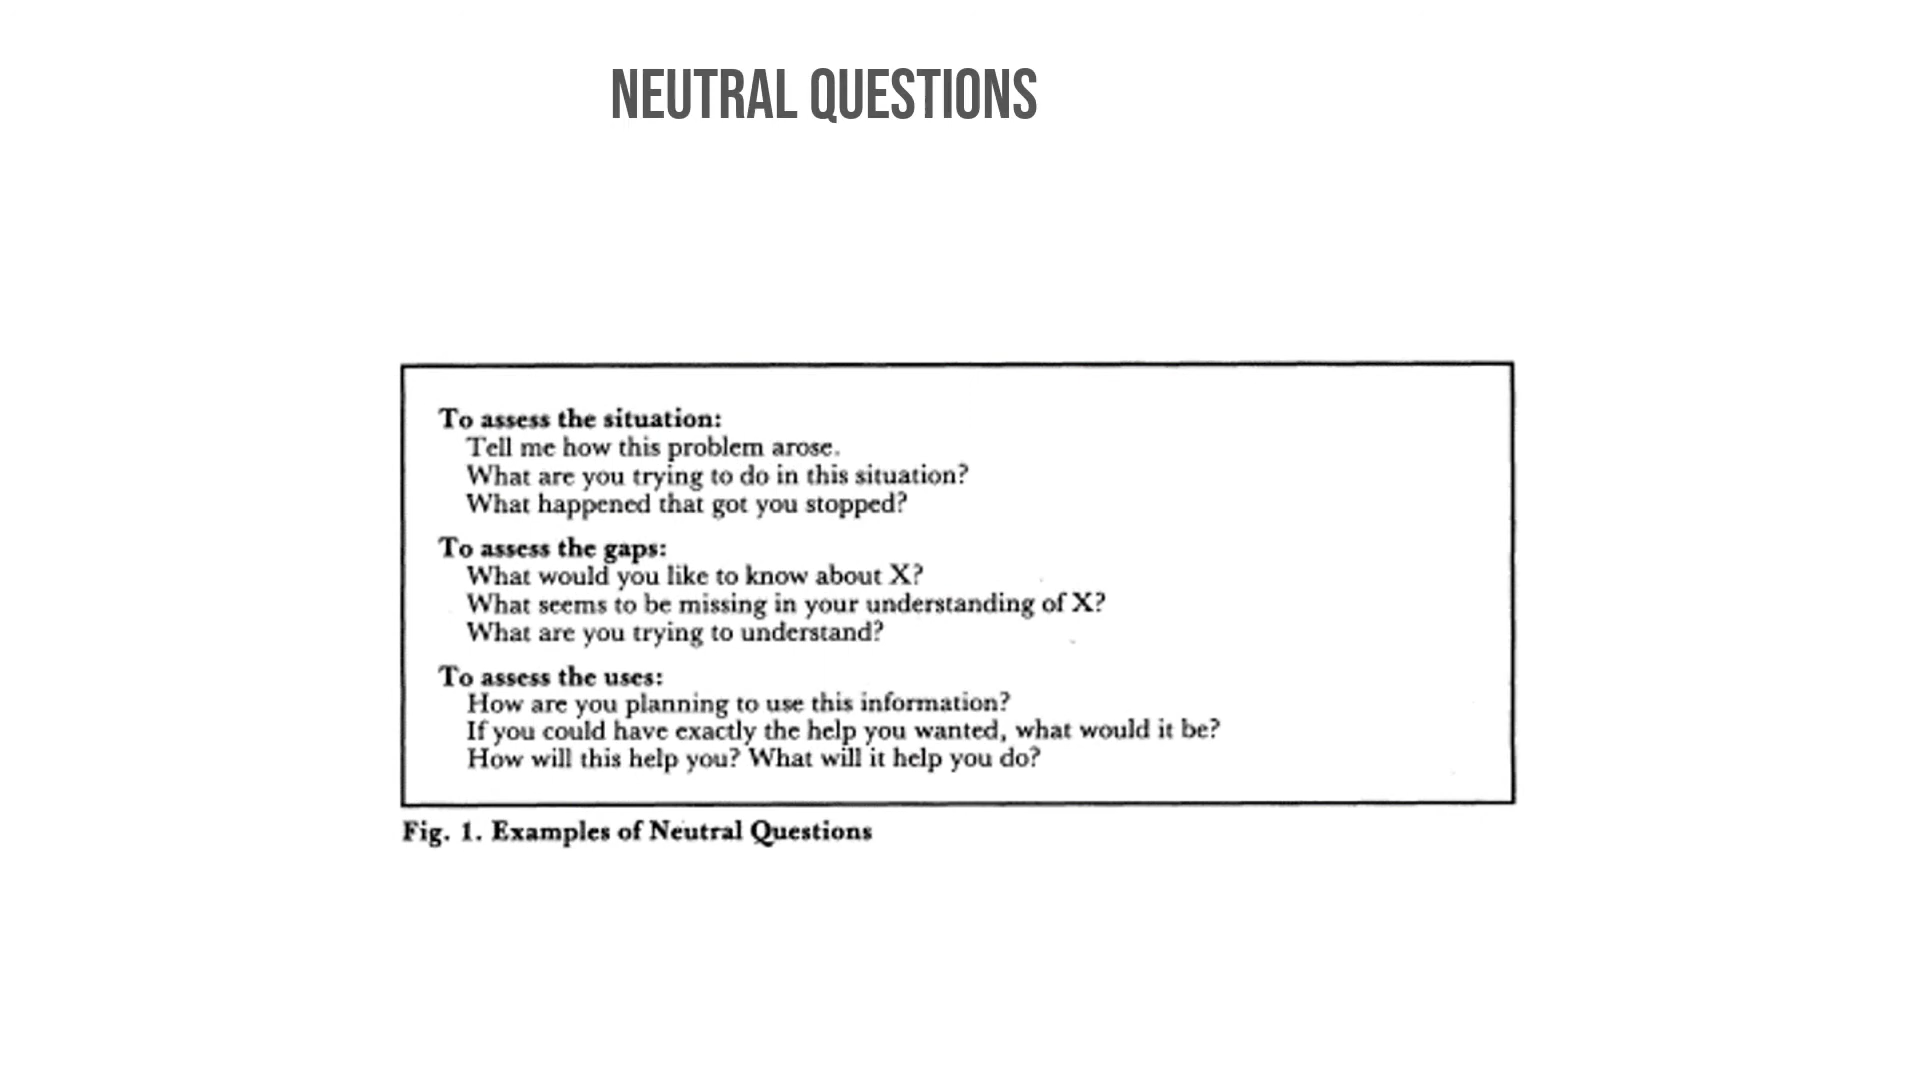 NEUTRAL QUESTIONS
To assess the situation:
Tell me how this problem arose.
What are you trying to do in this situation?
What happened that got you stopped?
To assess the gaps:
What would you like to know about X?
What seems to be missing in your understanding of X?
What are you trying to understand?
To assess the uses:
How are you planning to use this information?
If you could have exactly the help you wanted, what would it be?
How will this help you? What will it help you do?
Fig. 1. Examples of Neutral Questions